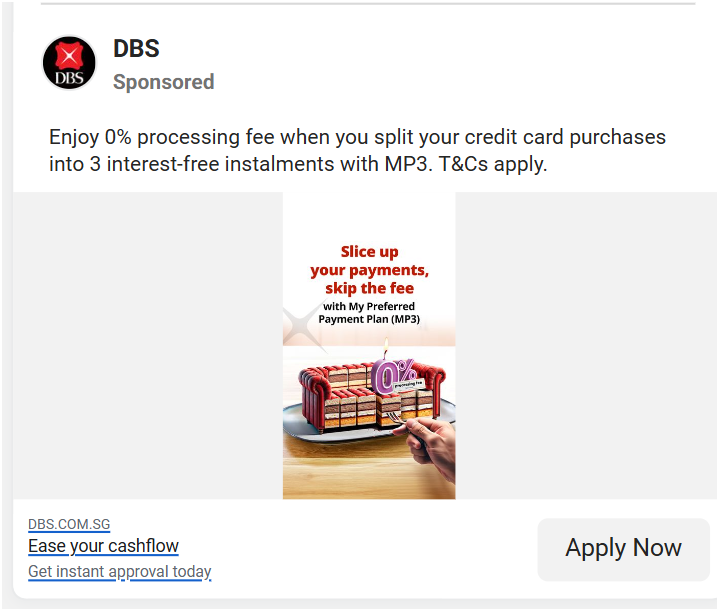 DBS
DBS
Sponsored
Enjoy 0% processing fee when you split your credit card purchases
into 3 interest-free instalments with MP3. T&Cs apply.
Slice up
your payments,
skip the fee
with My Preferred
Payment Plan (MP3)
0%
processing fee
DBS.COM.SG
Ease your cashflow
Get instant approval today
Apply Now